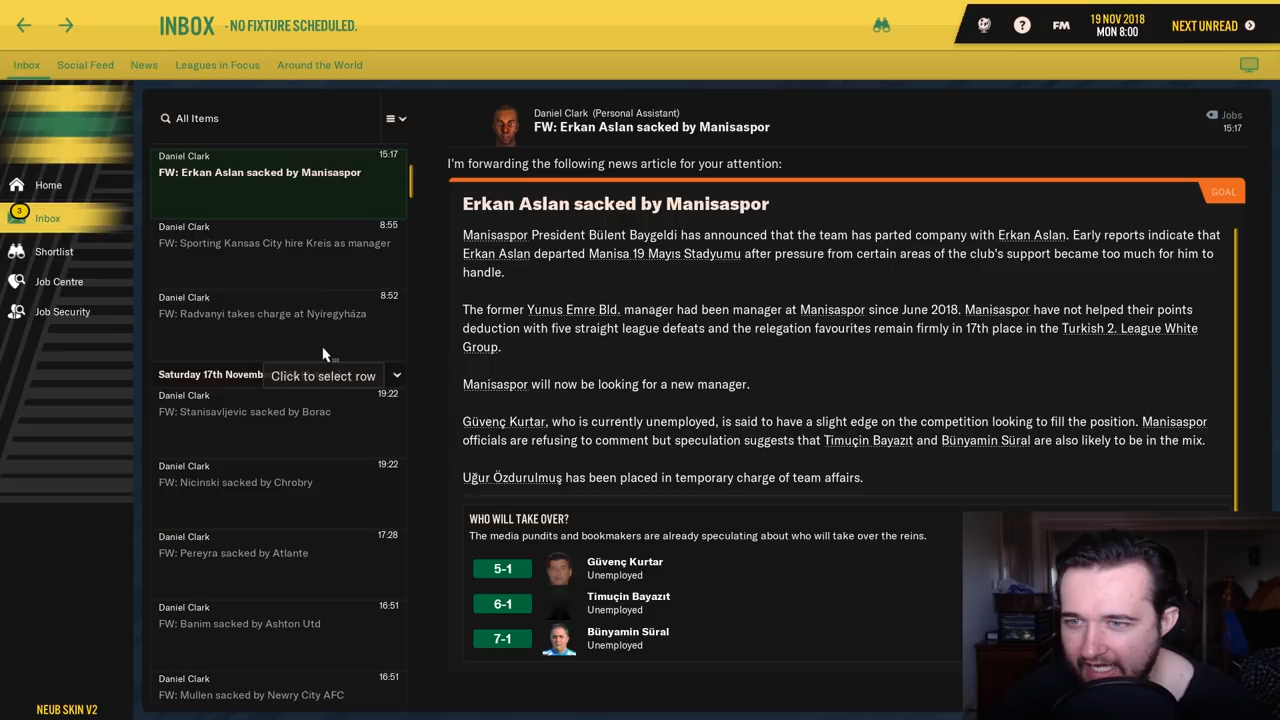 INBOX - NO FIXTURE SCHEDULED.
FM
19 NOV 2018
MON 8:00
NEXT UNREAD
Inbox
Social Feed
News
Leagues in Focus
Around the World
Home
3
Inbox
Shortlist
Job Centre
Job Security
NEUB SKIN V2
All Items
Daniel Clark 15:17
FW: Erkan Aslan sacked by Manisaspor
Daniel Clark 8:55
FW: Sporting Kansas City hire Kreis as manager
Daniel Clark 8:52
FW: Radvanyi takes charge at Nyíregyháza
Saturday 17th Novemb
Click to select row
Daniel Clark 19:22
FW: Stanisavljevic sacked by Borac
Daniel Clark 19:22
FW: Nicinski sacked by Chrobry
Daniel Clark 17:28
FW: Pereyra sacked by Atlante
Daniel Clark 16:51
FW: Banim sacked by Ashton Utd
Daniel Clark 16:51
FW: Mullen sacked by Newry City AFC
Daniel Clark (Personal Assistant)
FW: Erkan Aslan sacked by Manisaspor
Jobs
15:17
I'm forwarding the following news article for your attention:
GOAL
Erkan Aslan sacked by Manisaspor
Manisaspor President Bülent Baygeldi has announced that the team has parted company with Erkan Aslan. Early reports indicate that
Erkan Aslan departed Manisa 19 Mayıs Stadyumu after pressure from certain areas of the club's support became too much for him to
handle.
The former Yunus Emre Bld. manager had been manager at Manisaspor since June 2018. Manisaspor have not helped their points
deduction with five straight league defeats and the relegation favourites remain firmly in 17th place in the Turkish 2. League White
Group.
Manisaspor will now be looking for a new manager.
Güvenç Kurtar, who is currently unemployed, is said to have a slight edge on the competition looking to fill the position. Manisaspor
officials are refusing to comment but speculation suggests that Timuçin Bayazıt and Bünyamin Süral are also likely to be in the mix.
Uğur Özdurulmuş has been placed in temporary charge of team affairs.
WHO WILL TAKE OVER?
The media pundits and bookmakers are already speculating about who will take over the reins.
5-1
Güvenç Kurtar
Unemployed
6-1
Timuçin Bayazıt
Unemployed
7-1
Bünyamin Süral
Unemployed